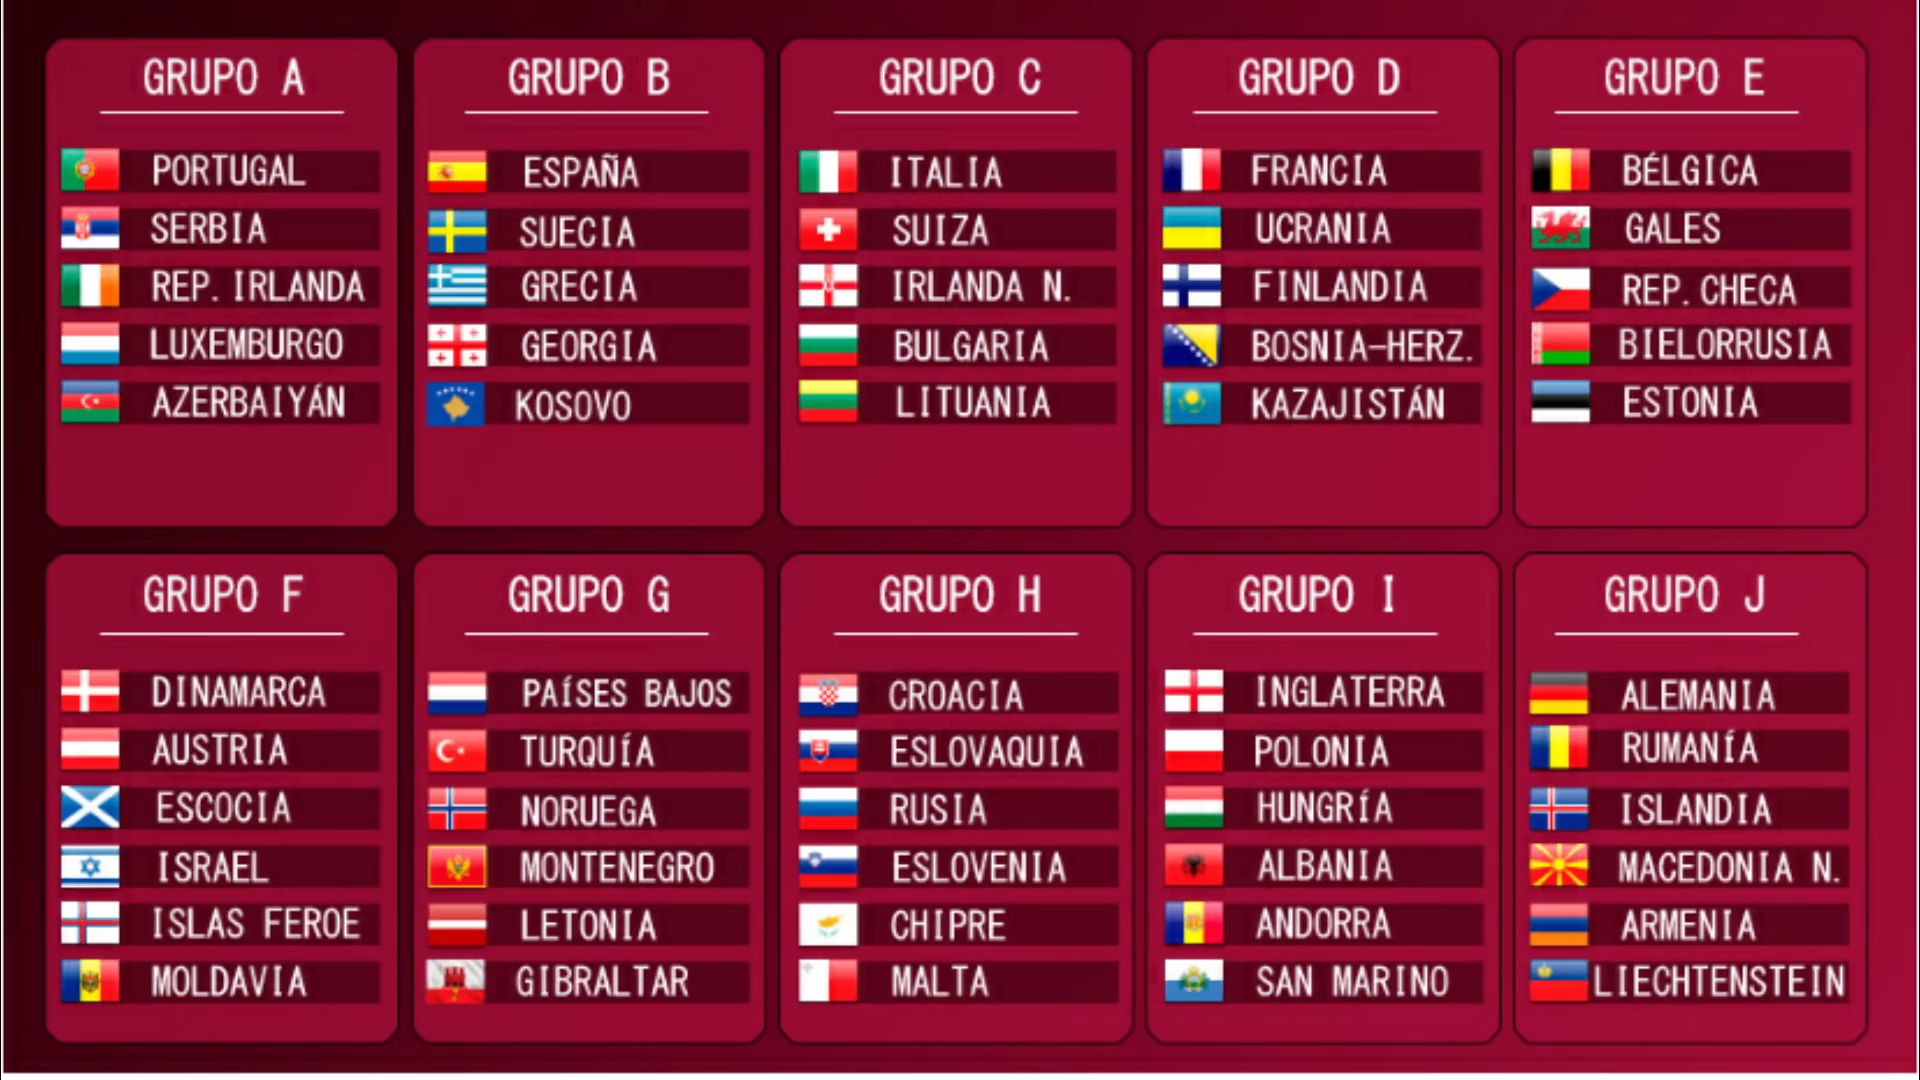 GRUPO A
PORTUGAL
SERBIA
REP. IRLANDA
LUXEMBURGO
AZERBAIYÁN
GRUPO B
ESPAÑA
SUECIA
GRECIA
GEORGIA
KOSOVO
GRUPO C
ITALIA
SUIZA
IRLANDA N.
BULGARIA
LITUANIA
GRUPO D
FRANCIA
UCRANIA
FINLANDIA
BOSNIA-HERZ.
KAZAJISTÁN
GRUPO E
BÉLGICA
GALES
REP. CHECA
BIELORRUSIA
ESTONIA
GRUPO F
DINAMARCA
AUSTRIA
ESCOCIA
ISRAEL
ISLAS FEROE
MOLDAVIA
GRUPO G
PAÍSES BAJOS
TURQUÍA
NORUEGA
MONTENEGRO
LETONIA
GIBRALTAR
GRUPO H
CROACIA
ESLOVAQUIA
RUSIA
ESLOVENIA
CHIPRE
MALTA
GRUPO I
INGLATERRA
POLONIA
HUNGRÍA
ALBANIA
ANDORRA
SAN MARINO
GRUPO J
ALEMANIA
RUMANÍA
ISLANDIA
MACEDONIA N.
ARMENIA
LIECHTENSTEIN